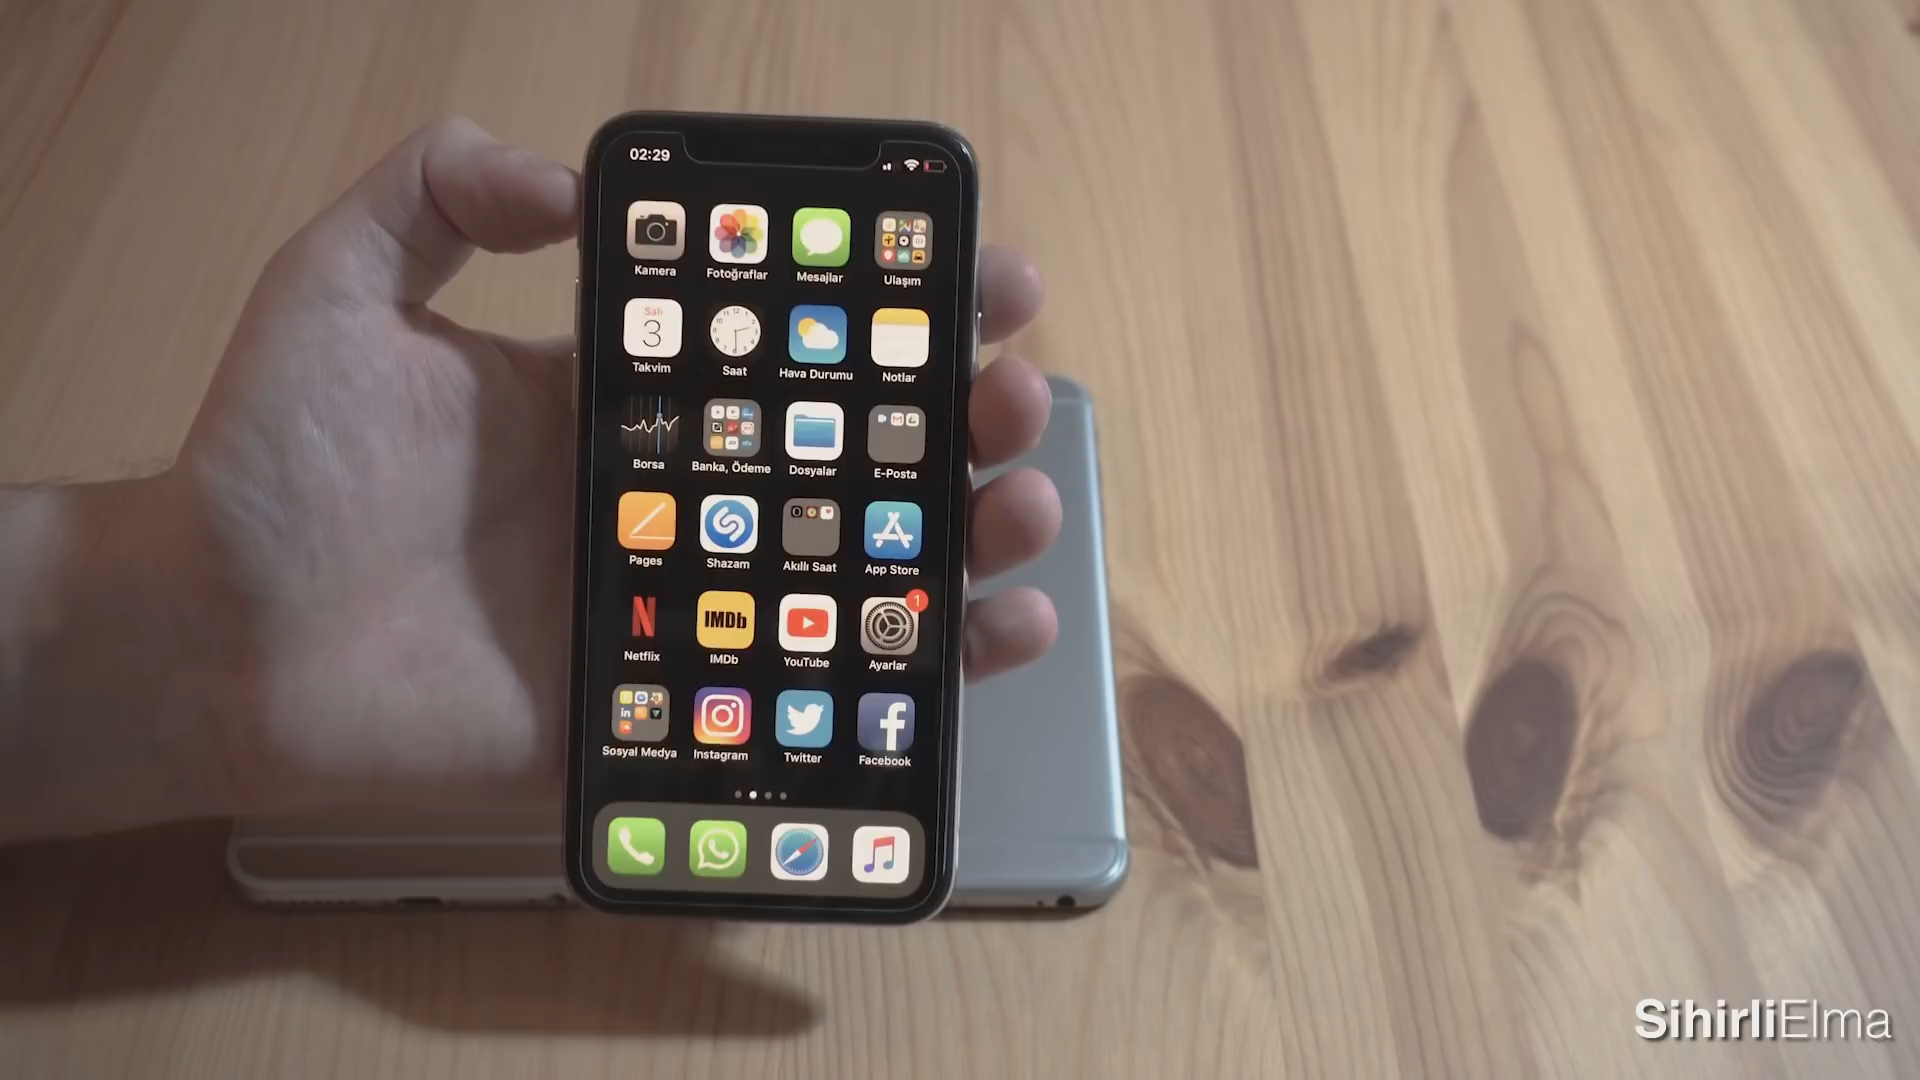 02:29
Kamera
Fotoğraflar
Mesajlar
Ulaşım
Salı
3
Takvim
Saat
Hava Durumu
Notlar
Borsa
Banka, Ödeme
Dosyalar
E-Posta
Pages
Shazam
Akıllı Saat
App Store
N
IMDb
1
Netflix
IMDb
YouTube
Ayarlar
in
f
Sosyal Medya
Instagram
Twitter
Facebook
SihirliElma